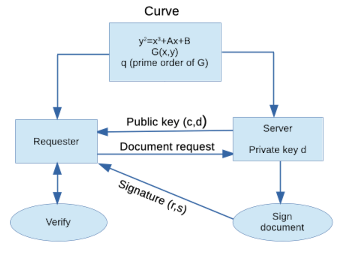 Curve
y²=x³+Ax+B
G(x,y)
q (prime order of G)
Public key (c,d)
Requester
Server
Private key d
Document request
Signature (r,s)
Verify
Sign
document